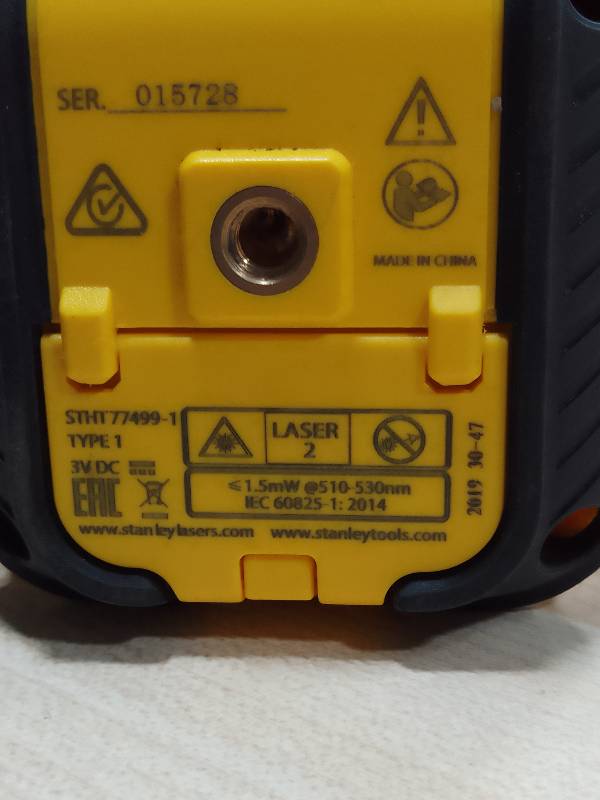 SER. 015728
MADE IN CHINA
STHT77499-1
TYPE 1
3V DC
EAC
LASER
2
≤1.5mW @510-530nm
IEC 60825-1: 2014
2019 30-47
www.stanleylasers.com www.stanleytools.com